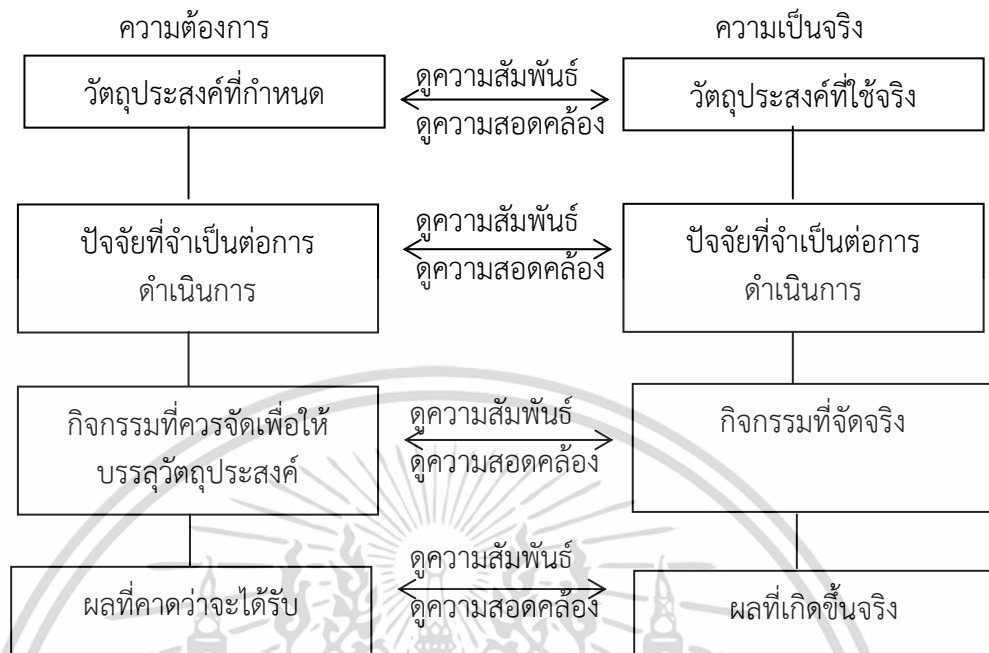 ความต้องการ
ความเป็นจริง
วัตถุประสงค์ที่กำหนด
ดูความสัมพันธ์
ดูความสอดคล้อง
วัตถุประสงค์ที่ใช้จริง
ปัจจัยที่จำเป็นต่อการ
ดำเนินการ
ดูความสัมพันธ์
ดูความสอดคล้อง
ปัจจัยที่จำเป็นต่อการ
ดำเนินการ
กิจกรรมที่ควรจัดเพื่อให้
บรรลุวัตถุประสงค์
ดูความสัมพันธ์
ดูความสอดคล้อง
กิจกรรมที่จัดจริง
ผลที่คาดว่าจะได้รับ
ดูความสัมพันธ์
ดูความสอดคล้อง
ผลที่เกิดขึ้นจริง